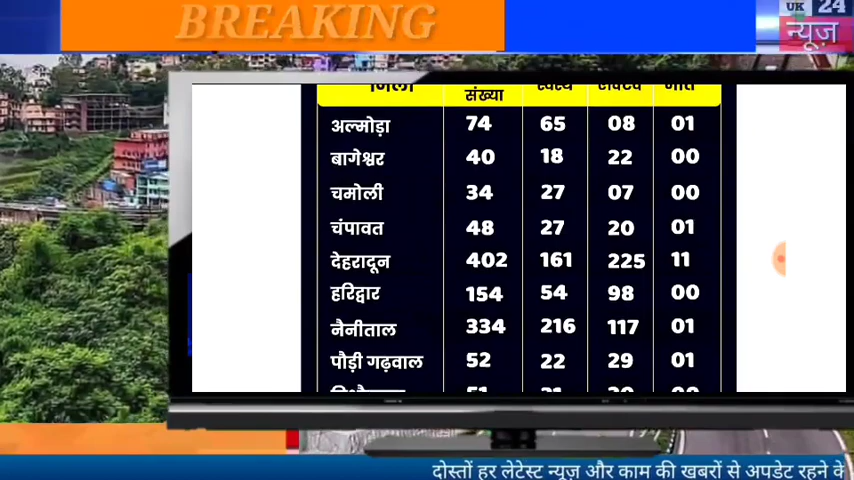 BREAKING
UK 24
न्यूज़
जिला संख्या स्वस्थ एक्टिव मौत
अल्मोड़ा 74 65 08 01
बागेश्वर 40 18 22 00
चमोली 34 27 07 00
चंपावत 48 27 20 01
देहरादून 402 161 225 11
हरिद्वार 154 54 98 00
नैनीताल 334 216 117 01
पौड़ी गढ़वाल 52 22 29 01
दोस्तों हर लेटेस्ट न्यूज़ और काम की खबरों से अपडेट रहने के